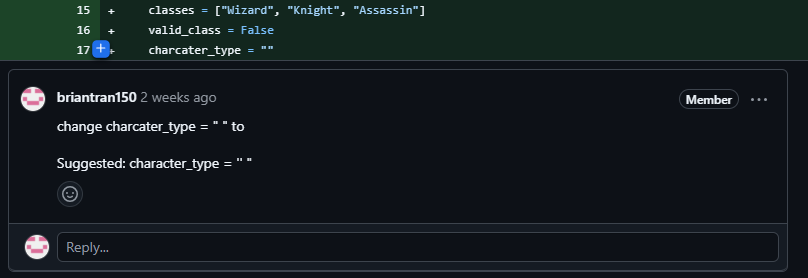 15 + classes = ["Wizard", "Knight", "Assassin"]
16 + valid_class = False
17 + charcater_type = ""
briantran150 2 weeks ago Member ...
change charcater_type = " " to
Suggested: character_type = " "
Reply...